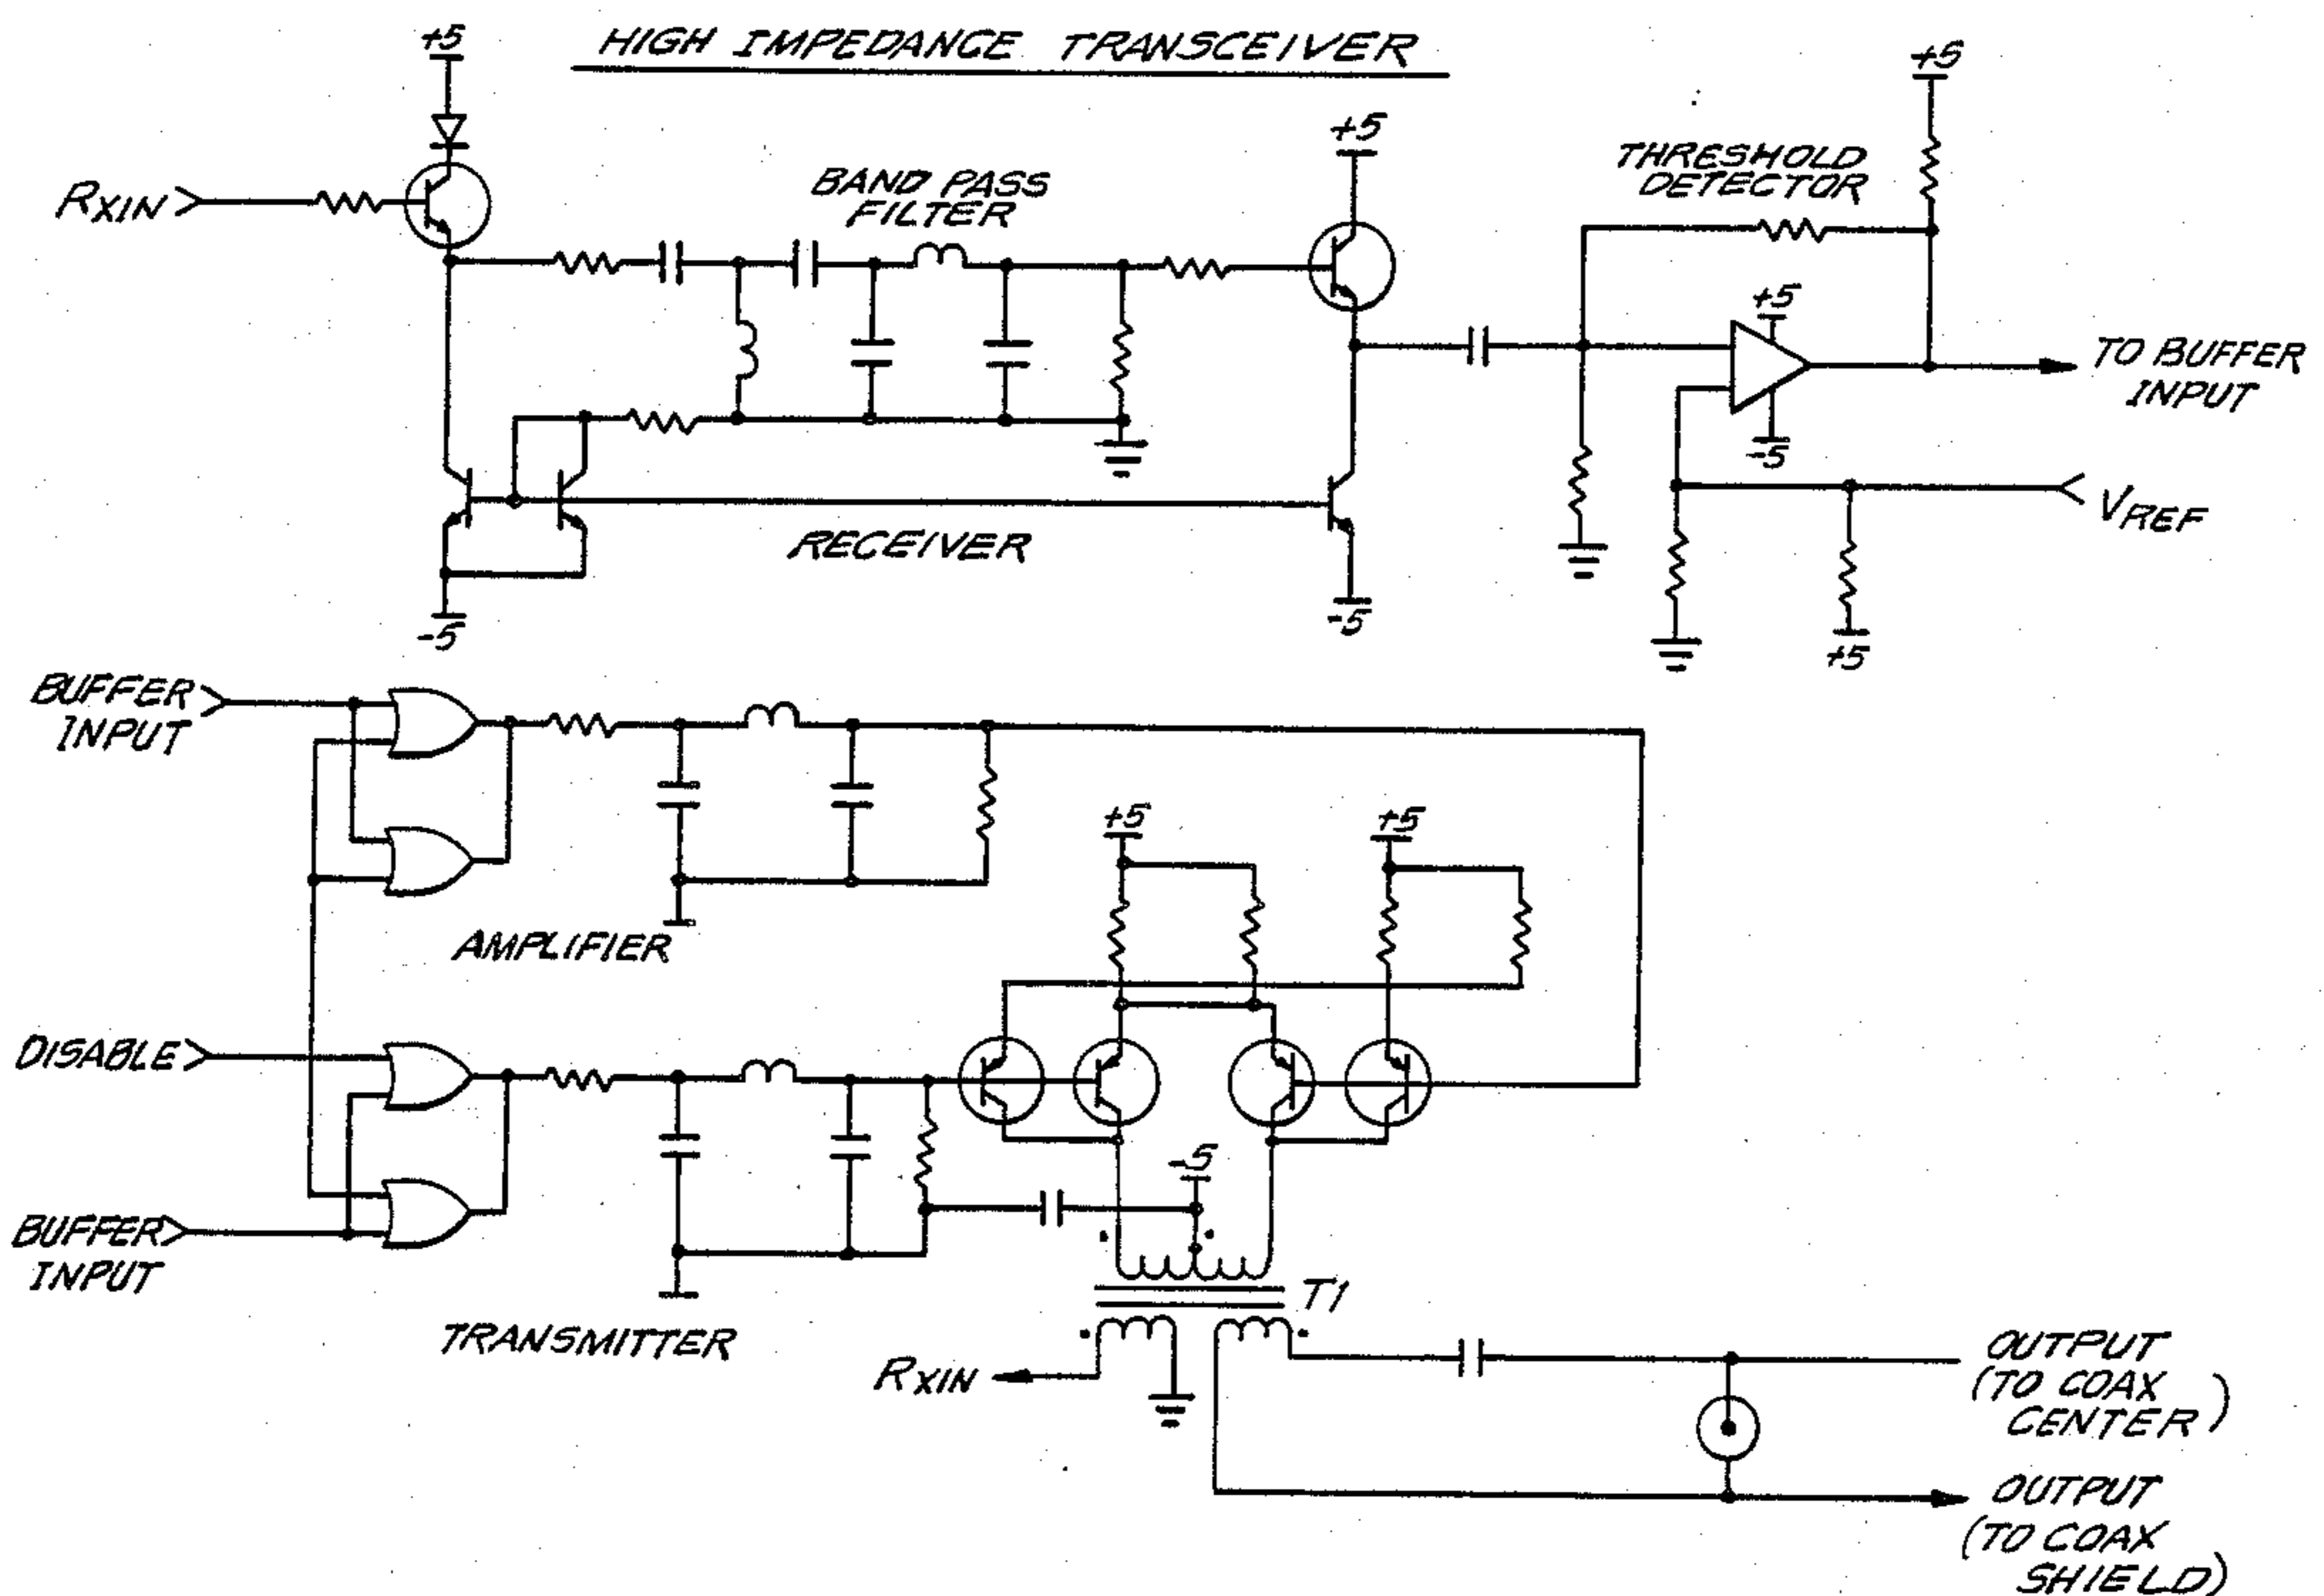 HIGH IMPEDANCE TRANSCEIVER
+5
+5
+5
RXIN
BAND PASS
FILTER
THRESHOLD
DETECTOR
+5
-5
TO BUFFER
INPUT
VREF
RECEIVER
-5
-5
+5
BUFFER
INPUT
+5
+5
AMPLIFIER
DISABLE
-5
BUFFER
INPUT
T1
TRANSMITTER
RXIN
OUTPUT
(TO COAX
CENTER)
OUTPUT
(TO COAX
SHIELD)